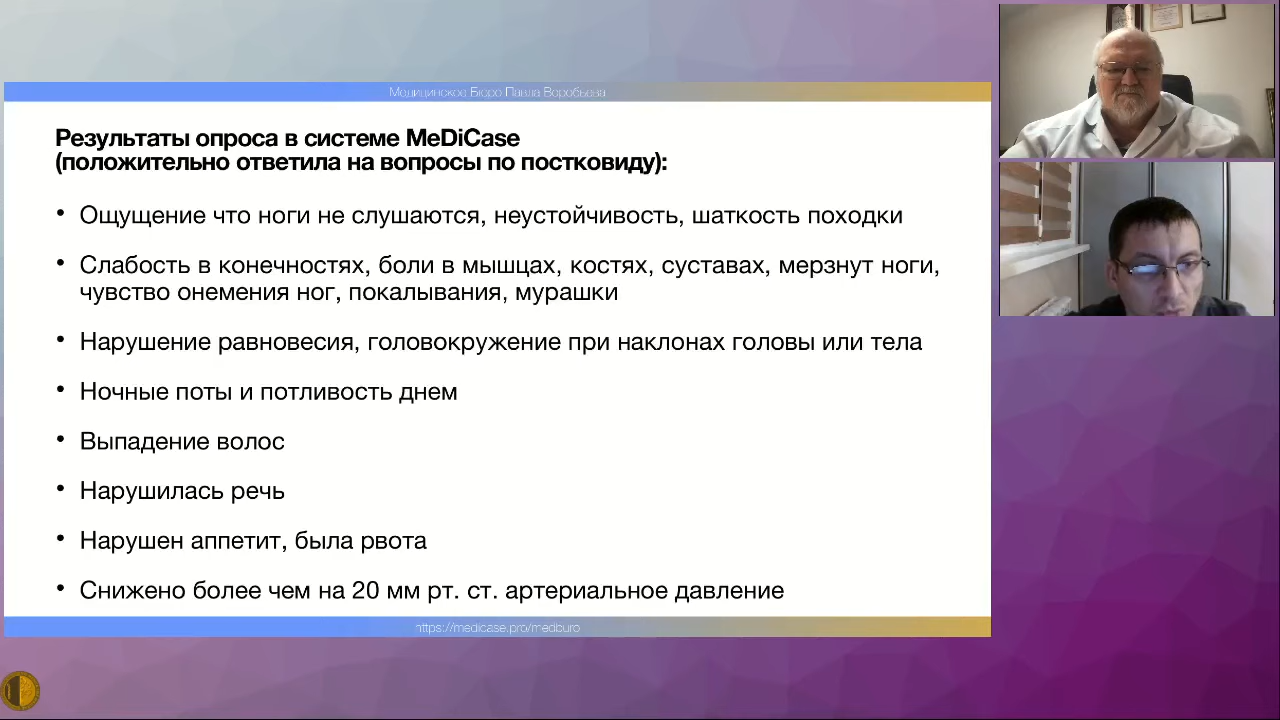 Медицинское Бюро Павла Воробьева
Результаты опроса в системе MeDiCase
(положительно ответила на вопросы по постковиду):
• Ощущение что ноги не слушаются, неустойчивость, шаткость походки
• Слабость в конечностях, боли в мышцах, костях, суставах, мерзнут ноги,
чувство онемения ног, покалывания, мурашки
• Нарушение равновесия, головокружение при наклонах головы или тела
• Ночные поты и потливость днем
• Выпадение волос
• Нарушилась речь
• Нарушен аппетит, была рвота
• Снижено более чем на 20 мм рт. ст. артериальное давление
https://medicase.pro/medburo